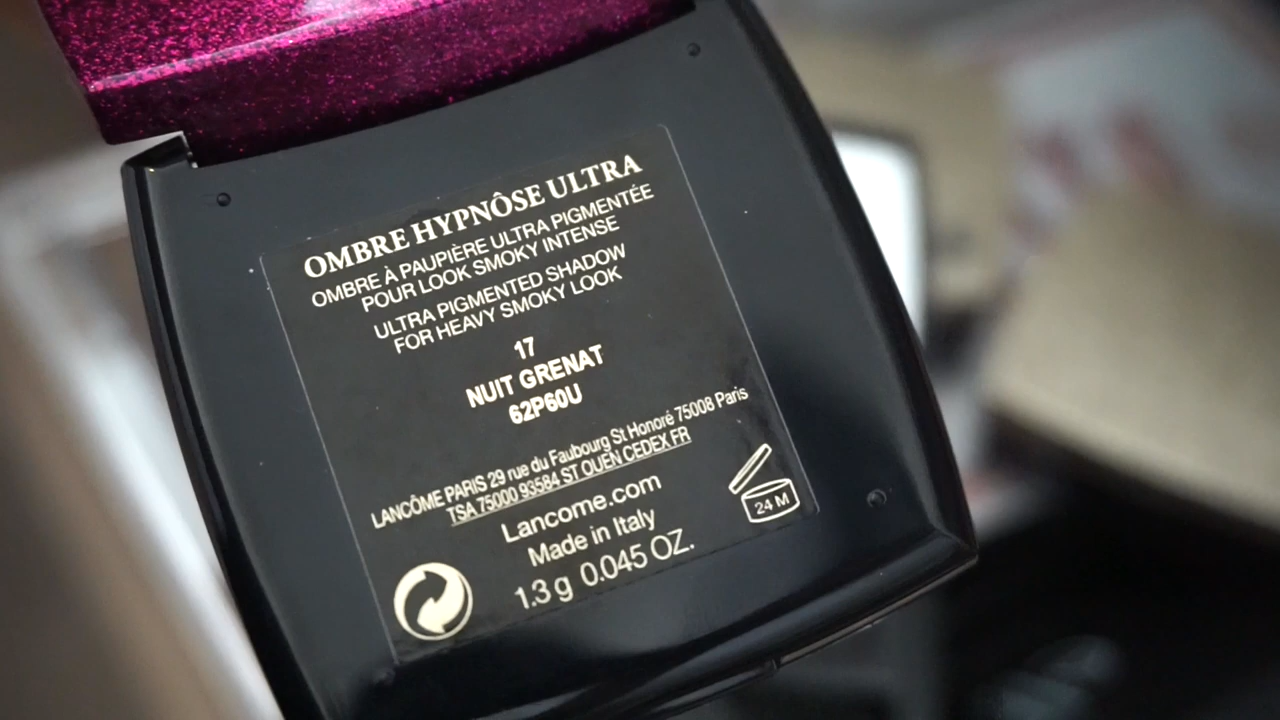 OMBRE HYPNÔSE ULTRA
OMBRE À PAUPIÈRE ULTRA PIGMENTÉE
POUR LOOK SMOKY INTENSE
ULTRA PIGMENTED SHADOW
FOR HEAVY SMOKY LOOK
17
NUIT GRENAT
62P60U
LANCÔME PARIS 29 rue du Faubourg St Honoré 75008 Paris
TSA 75000 93584 ST OUEN CEDEX FR
Lancome.com
Made in Italy
1.3 g 0.045 OZ.
24 M